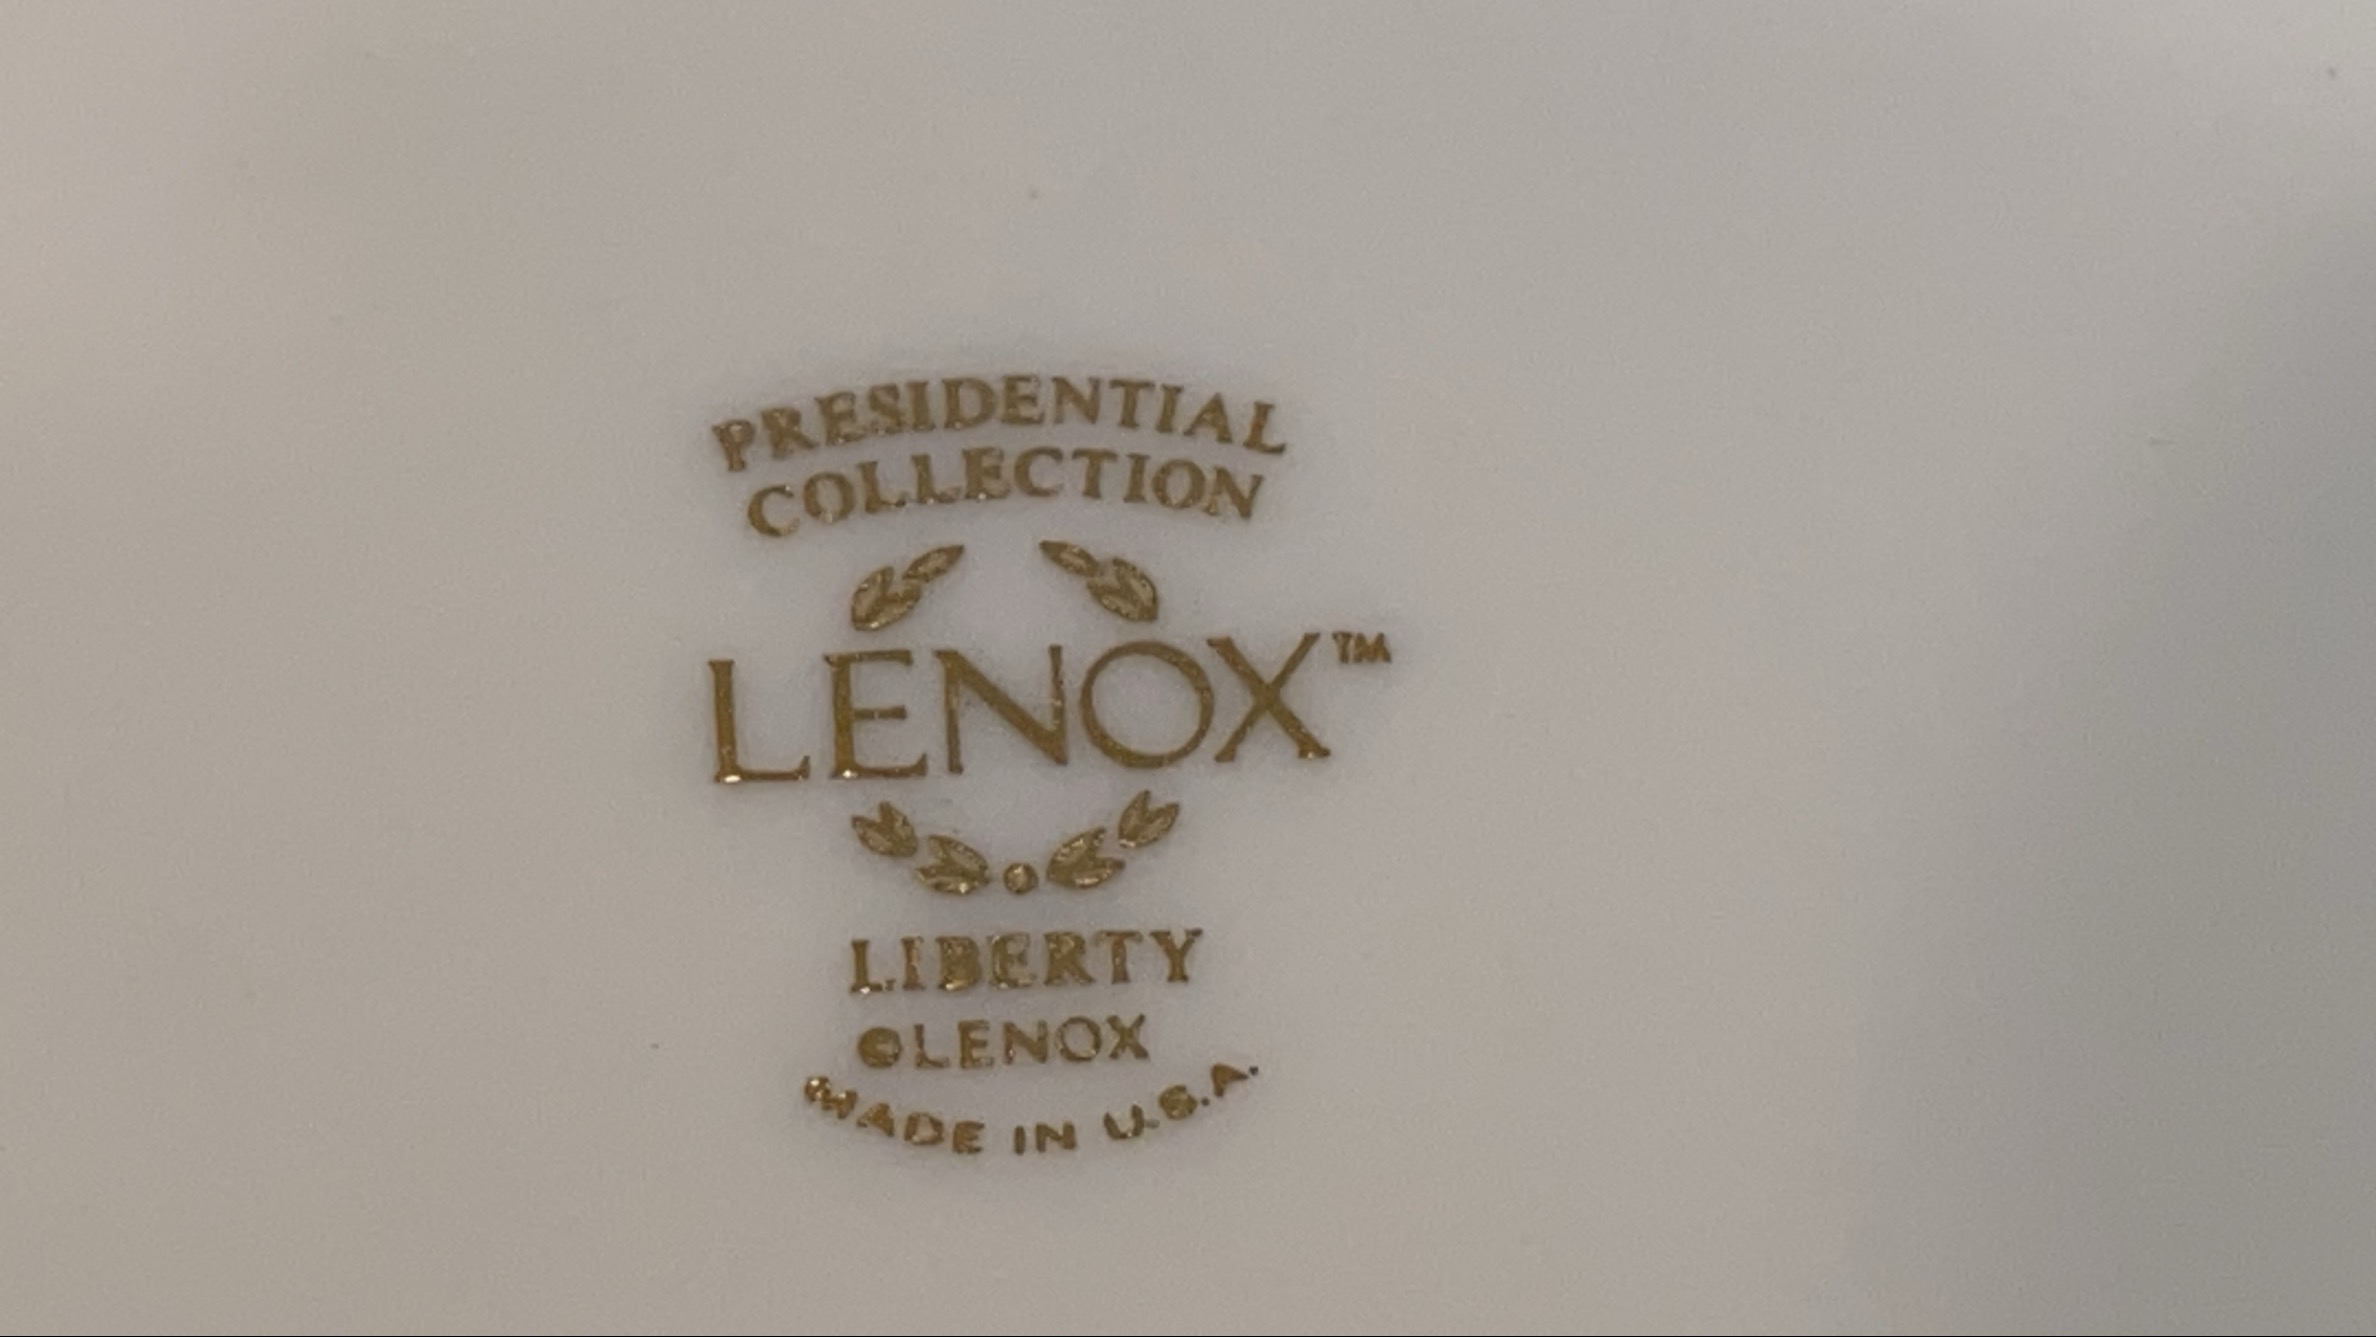 PRESIDENTIAL
COLLECTION
LENOX™
LIBERTY
©LENOX
MADE IN U.S.A.